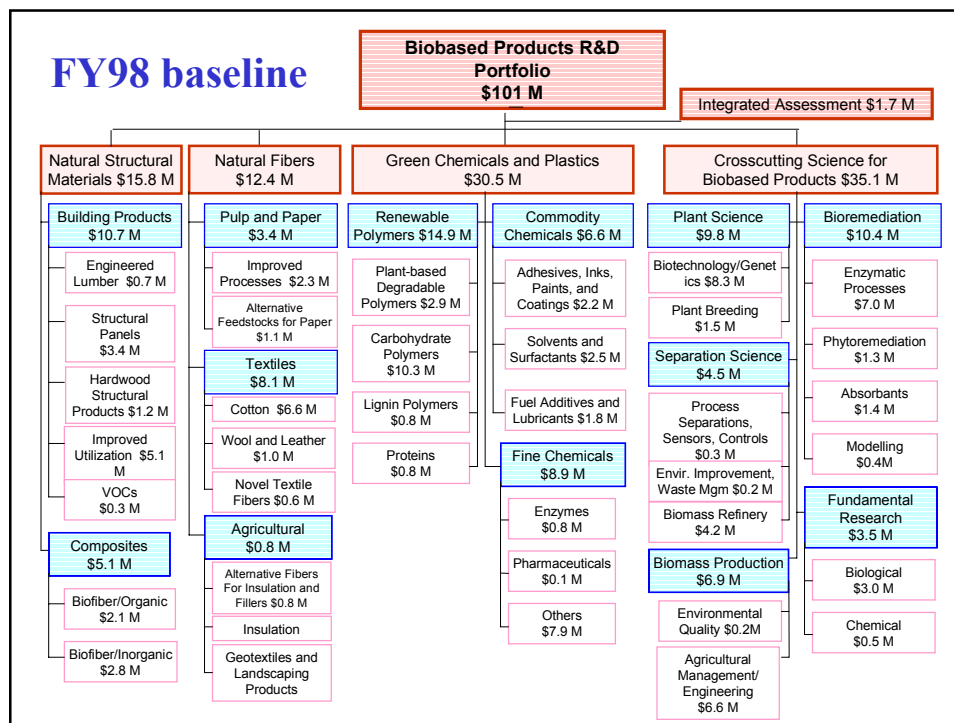 FY98 baseline
Biobased Products R&D
Portfolio
$101 M
Integrated Assessment $1.7 M
Natural Structural
Materials $15.8 M
Building Products
$10.7 M
Engineered
Lumber $0.7 M
Structural
Panels
$3.4 M
Hardwood
Structural
Products $1.2 M
Improved
Utilization $5.1
M
VOCs
$0.3 M
Composites
$5.1 M
Biofiber/Organic
$2.1 M
Biofiber/Inorganic
$2.8 M
Natural Fibers
$12.4 M
Pulp and Paper
$3.4 M
Improved
Processes $2.3 M
Alternative
Feedstocks for Paper
$1.1 M
Textiles
$8.1 M
Cotton $6.6 M
Wool and Leather
$1.0 M
Novel Textile
Fibers $0.6 M
Agricultural
$0.8 M
Alternative Fibers
For Insulation and
Fillers $0.8 M
Insulation
Geotextiles and
Landscaping
Products
Green Chemicals and Plastics
$30.5 M
Renewable
Polymers $14.9 M
Plant-based
Degradable
Polymers $2.9 M
Carbohydrate
Polymers
$10.3 M
Lignin Polymers
$0.8 M
Proteins
$0.8 M
Commodity
Chemicals $6.6 M
Adhesives, Inks,
Paints, and
Coatings $2.2 M
Solvents and
Surfactants $2.5 M
Fuel Additives and
Lubricants $1.8 M
Fine Chemicals
$8.9 M
Enzymes
$0.8 M
Pharmaceuticals
$0.1 M
Others
$7.9 M
Crosscutting Science for
Biobased Products $35.1 M
Plant Science
$9.8 M
Biotechnology/Genet
ics $8.3 M
Plant Breeding
$1.5 M
Separation Science
$4.5 M
Process
Separations,
Sensors, Controls
$0.3 M
Envir. Improvement,
Waste Mgm $0.2 M
Biomass Refinery
$4.2 M
Biomass Production
$6.9 M
Environmental
Quality $0.2M
Agricultural
Management/
Engineering
$6.6 M
Bioremediation
$10.4 M
Enzymatic
Processes
$7.0 M
Phytoremediation
$1.3 M
Absorbants
$1.4 M
Modelling
$0.4M
Fundamental
Research
$3.5 M
Biological
$3.0 M
Chemical
$0.5 M